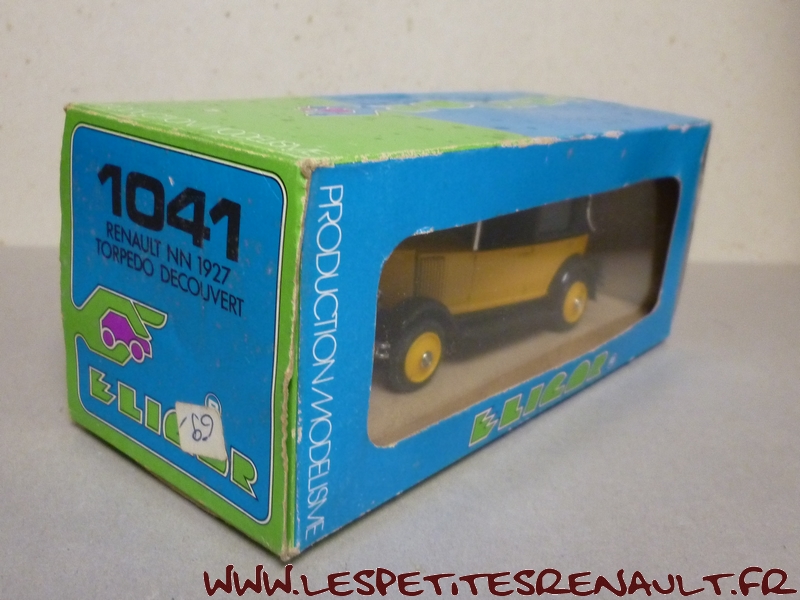 1041
RENAULT NN 1927
TORPEDO DECOUVERT
ELIGOR
69
PRODUCTION/MODELISME
ELIGOR
WWW.LESPETITESRENAULT.FR